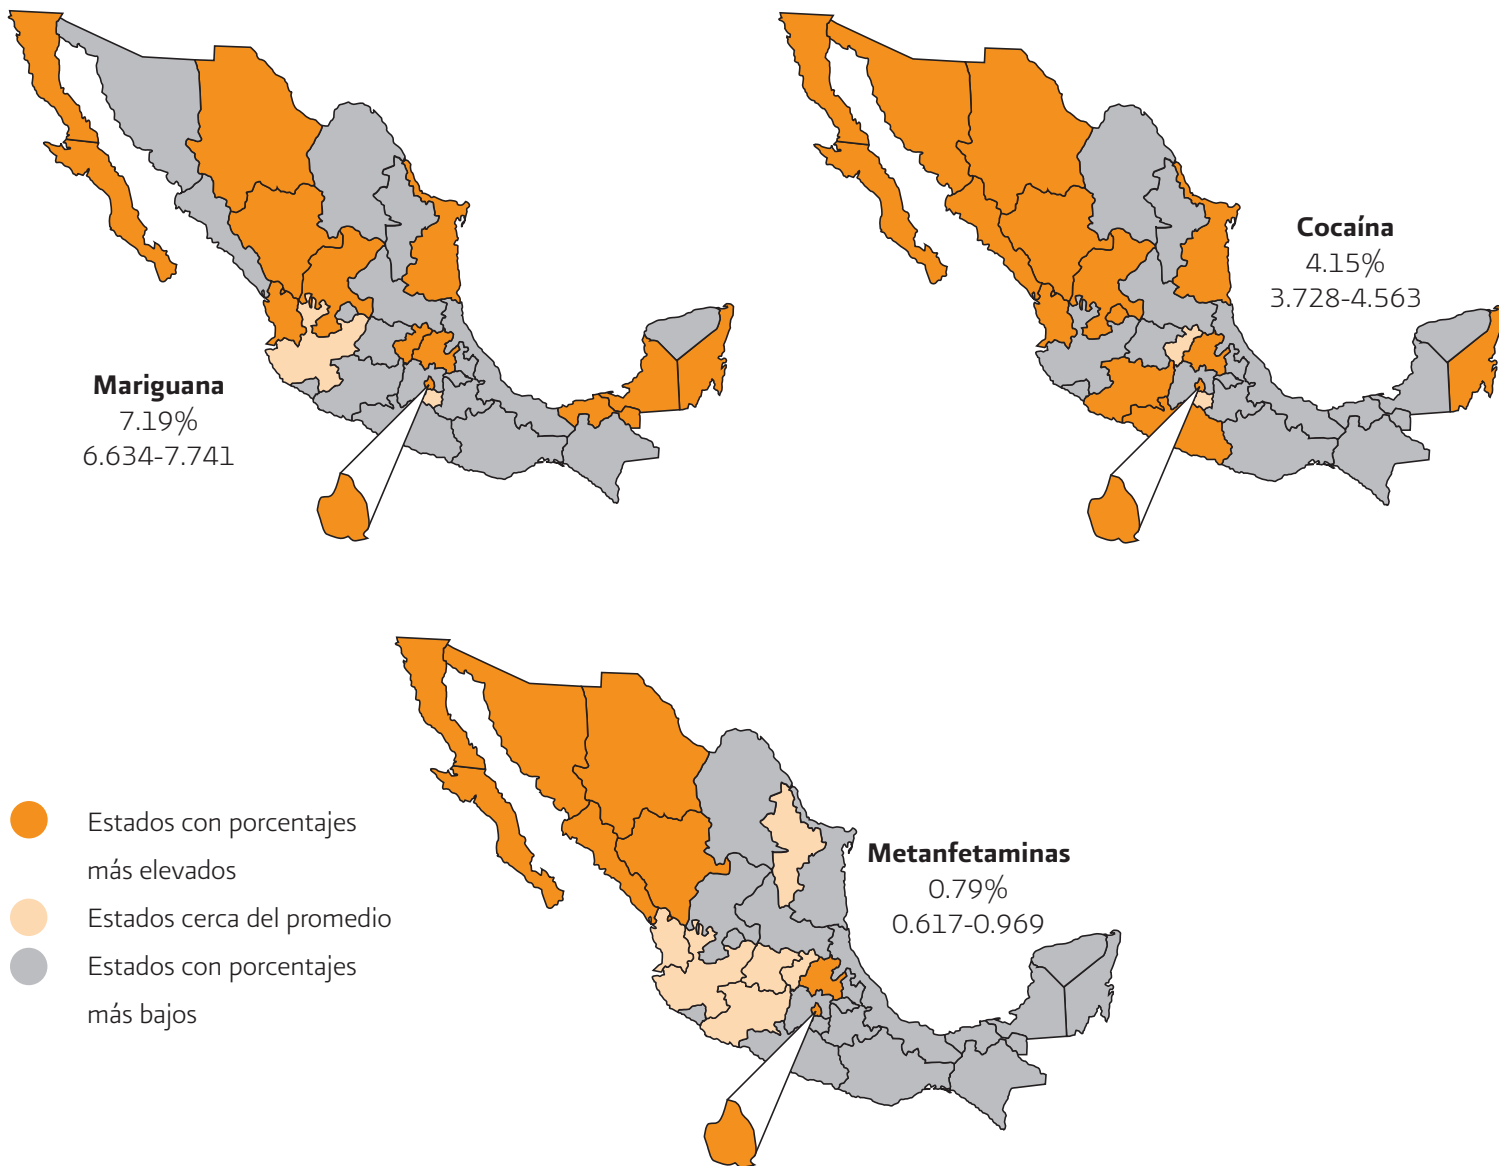 Mariguana
7.19%
6.634-7.741
Cocaína
4.15%
3.728-4.563
Metanfetaminas
0.79%
0.617-0.969
Estados con porcentajes
más elevados
Estados cerca del promedio
Estados con porcentajes
más bajos